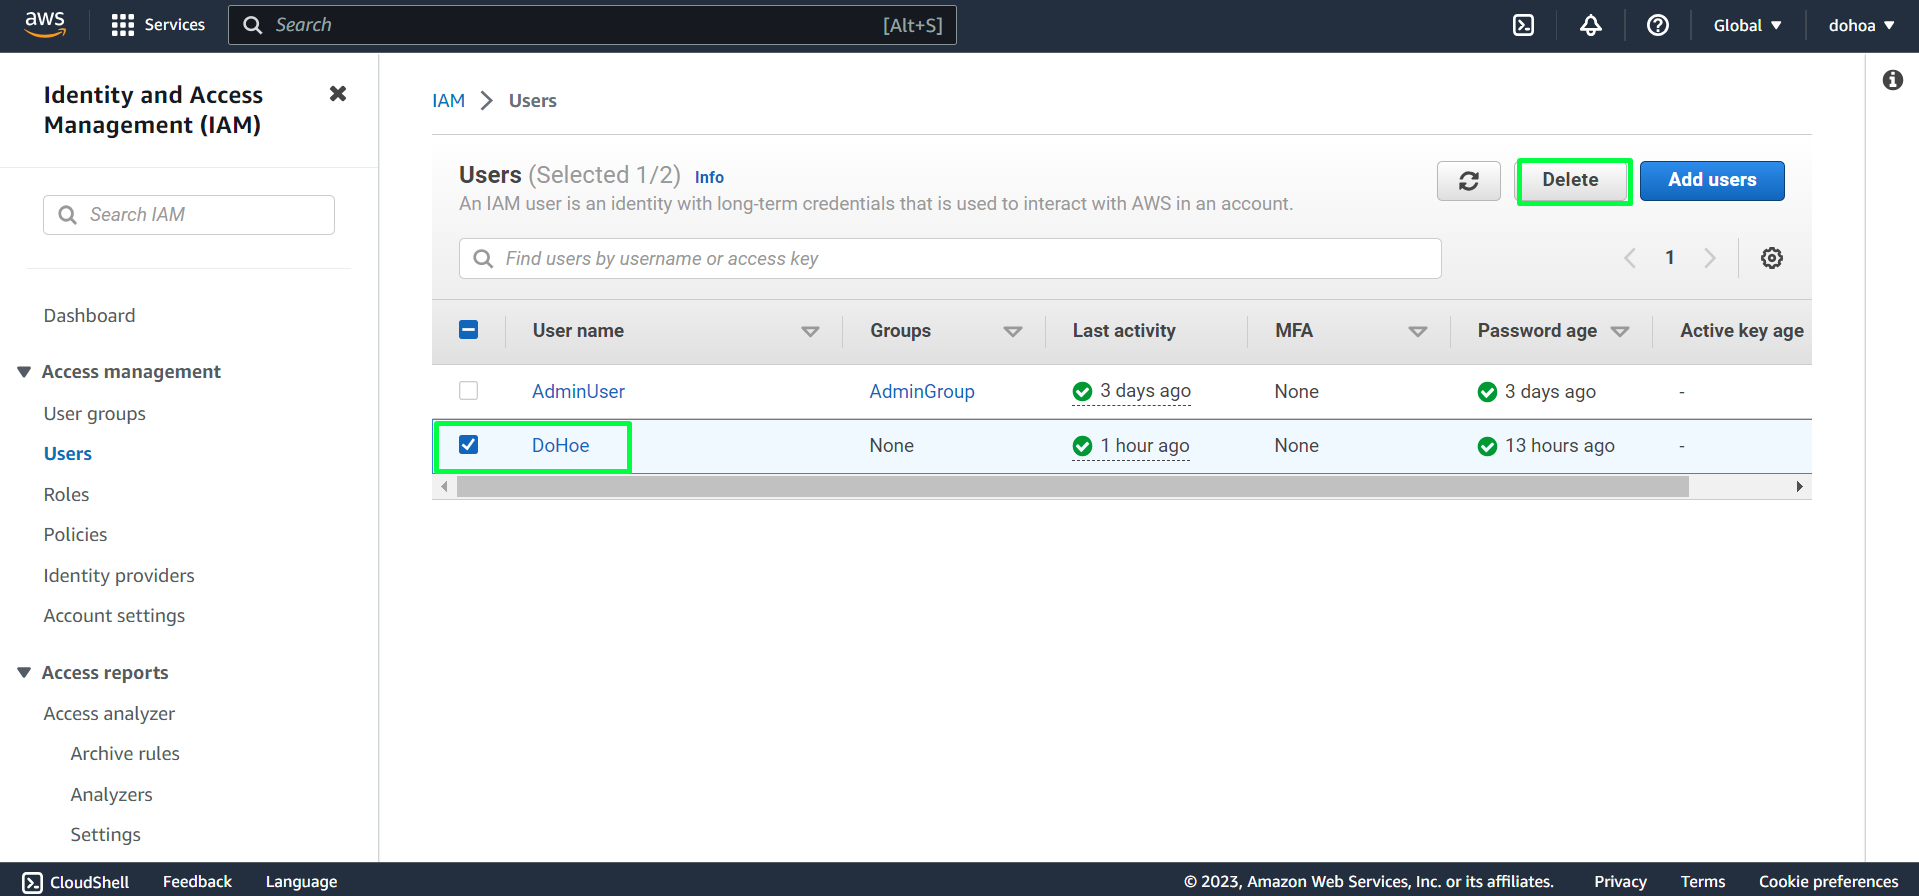 aws
Services
Search [Alt+S]
Global
dohoa
Identity and Access
Management (IAM)
Search IAM
Dashboard
Access management
User groups
Users
Roles
Policies
Identity providers
Account settings
Access reports
Access analyzer
Archive rules
Analyzers
Settings
IAM
Users
Users (Selected 1/2) Info
An IAM user is an identity with long-term credentials that is used to interact with AWS in an account.
Delete
Add users
Find users by username or access key
1
User name Groups Last activity MFA Password age Active key age
AdminUser AdminGroup 3 days ago None 3 days ago -
DoHoe None 1 hour ago None 13 hours ago -
CloudShell Feedback Language © 2023, Amazon Web Services, Inc. or its affiliates. Privacy Terms Cookie preferences